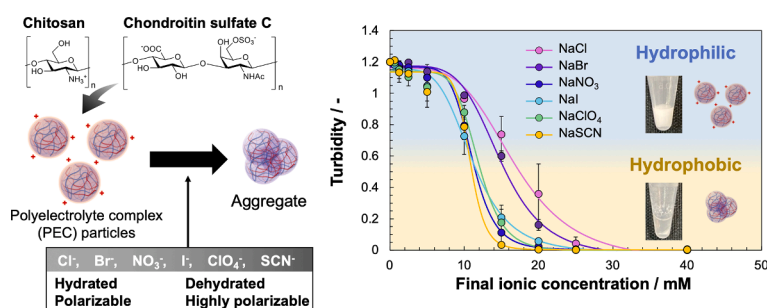 Chitosan
Chondroitin sulfate C
OH
O
HO
O
NH₃⁺
n
⁻OOC
OSO₃⁻
HO
O
HO
O
OH
O
HO
O
NHAc
n
Polyelectrolyte complex
(PEC) particles
Aggregate
Cl⁻, Br⁻, NO₃⁻, I⁻, ClO₄⁻, SCN⁻
Hydrated Dehydrated
Polarizable Highly polarizable
Turbidity / -
1.4
1.2
1
0.8
0.6
0.4
0.2
0
NaCl
NaBr
NaNO₃
NaI
NaClO₄
NaSCN
Hydrophilic
Hydrophobic
0 10 20 30 40 50
Final ionic concentration / mM